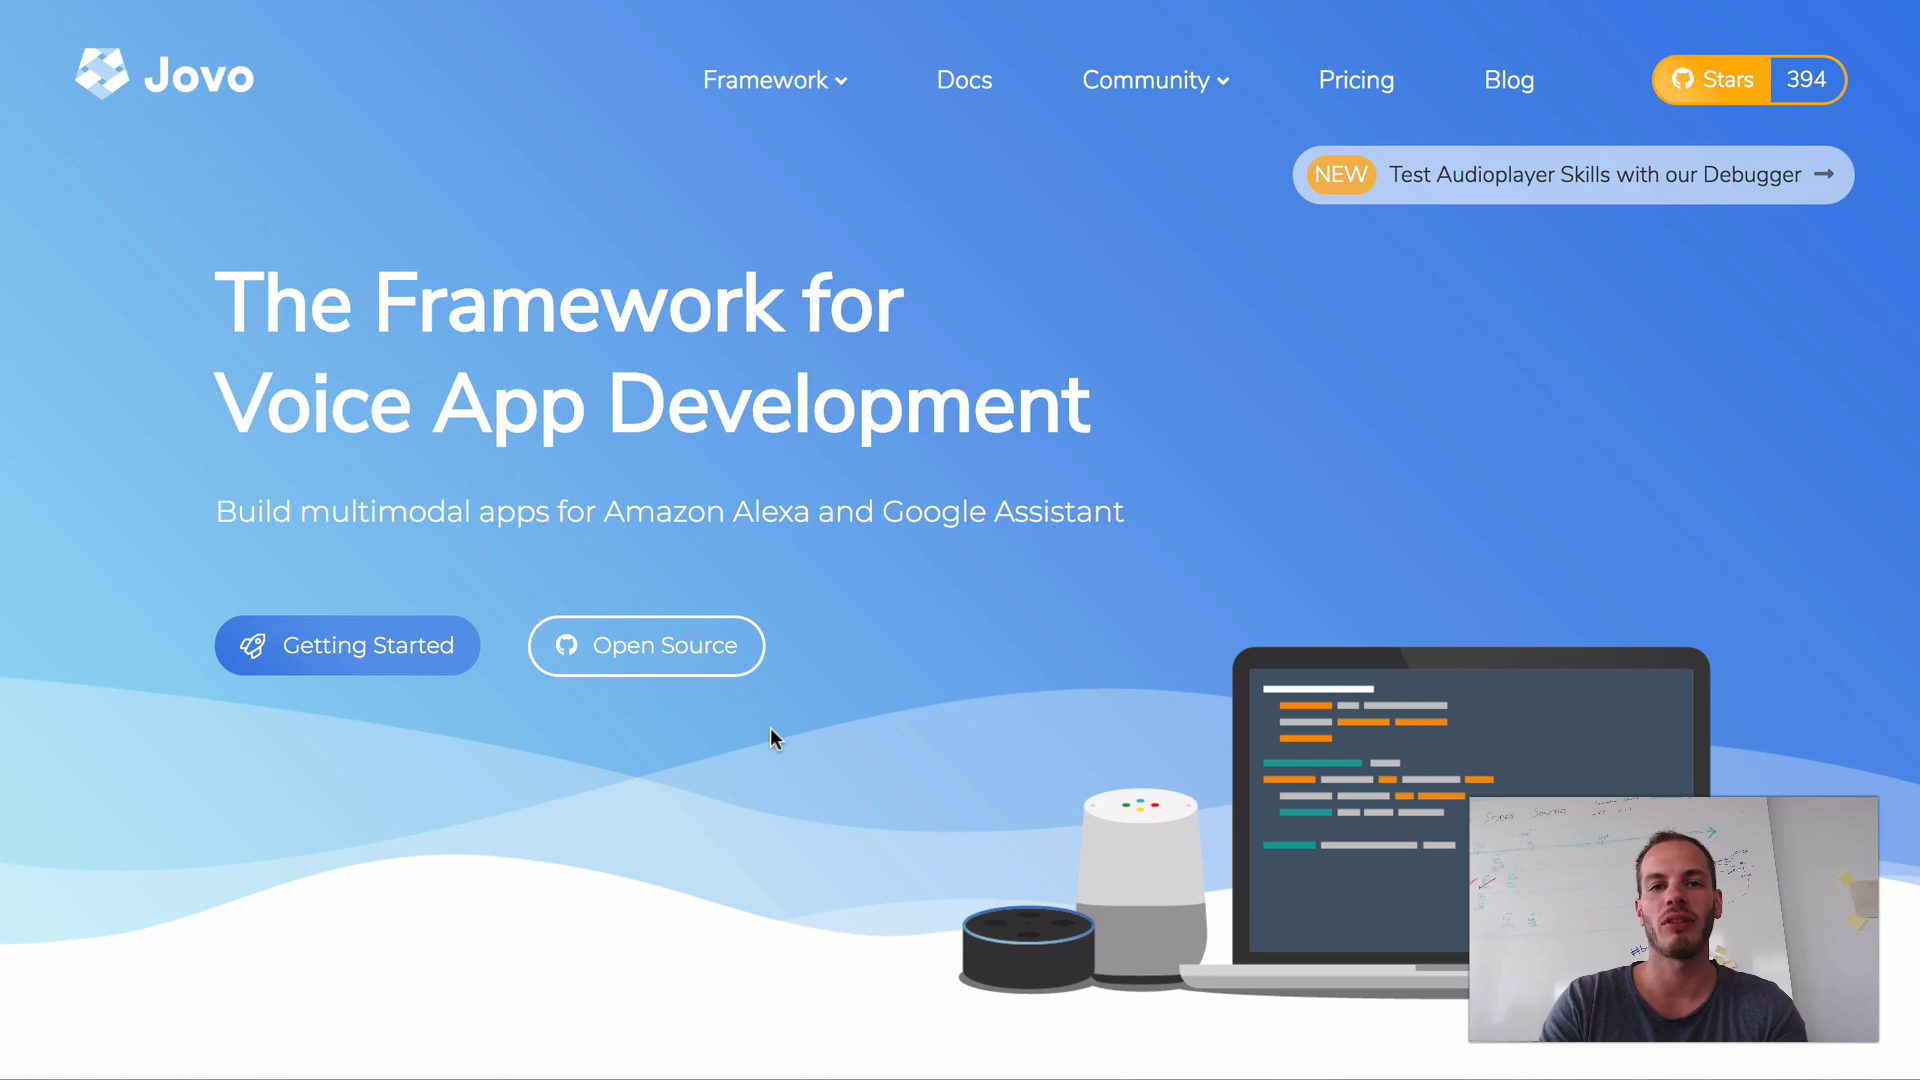 Jovo
Framework
Docs
Community
Pricing
Blog
Stars 394
NEW Test Audioplayer Skills with our Debugger
The Framework for
Voice App Development
Build multimodal apps for Amazon Alexa and Google Assistant
Getting Started
Open Source